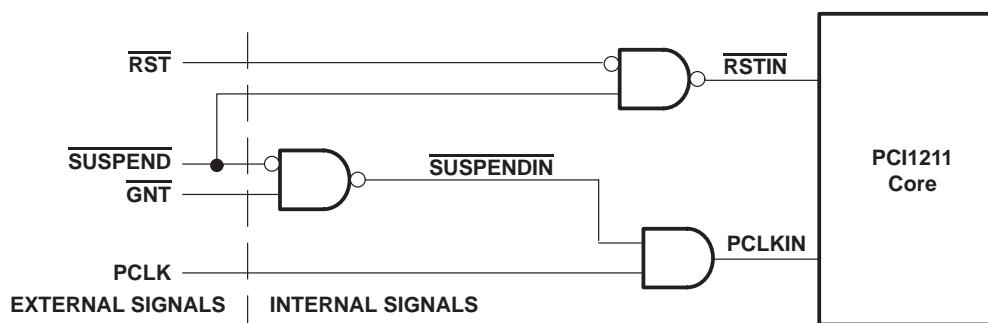 RST
RSTIN
SUSPEND
SUSPENDIN
GNT
PCI1211
Core
PCLKIN
PCLK
EXTERNAL SIGNALS
INTERNAL SIGNALS